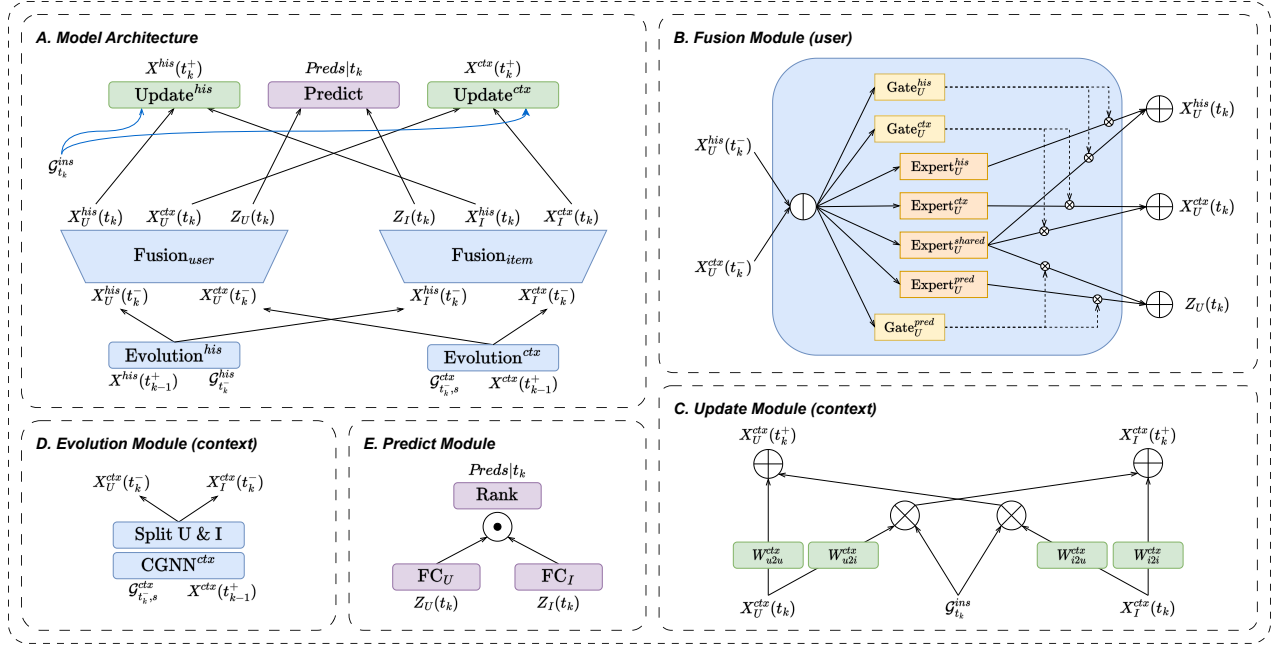 A. Model Architecture
X^{his}(t_k^+)
Preds|t_k
X^{ctx}(t_k^+)
Update^{his}
Predict
Update^{ctx}
𝒢_{t_k}^{ins}
X_U^{his}(t_k)
X_U^{ctx}(t_k)
Z_U(t_k)
Z_I(t_k)
X_I^{his}(t_k)
X_I^{ctx}(t_k)
Fusion_{user}
Fusion_{item}
X_U^{his}(t_k^-)
X_U^{ctx}(t_k^-)
X_I^{his}(t_k^-)
X_I^{ctx}(t_k^-)
Evolution^{his}
Evolution^{ctx}
X^{his}(t_{k-1}^+)
𝒢_{t_k^-}^{his}
𝒢_{t_k^-,s}^{ctx}
X^{ctx}(t_{k-1}^+)
B. Fusion Module (user)
X_U^{his}(t_k^-)
X_U^{ctx}(t_k^-)
Gate_U^{his}
Gate_U^{ctx}
Expert_U^{his}
Expert_U^{ctx}
Expert_U^{shared}
Expert_U^{pred}
Gate_U^{pred}
X_U^{his}(t_k)
X_U^{ctx}(t_k)
Z_U(t_k)
C. Update Module (context)
X_U^{ctx}(t_k^+)
X_I^{ctx}(t_k^+)
W_{u2u}^{ctx}
W_{u2i}^{ctx}
W_{i2u}^{ctx}
W_{i2i}^{ctx}
X_U^{ctx}(t_k)
𝒢_{t_k}^{ins}
X_I^{ctx}(t_k)
D. Evolution Module (context)
X_U^{ctx}(t_k^-)
X_I^{ctx}(t_k^-)
Split U & I
CGNN^{ctx}
𝒢_{t_k^-,s}^{ctx}
X^{ctx}(t_{k-1}^+)
E. Predict Module
Preds|t_k
Rank
FC_U
FC_I
Z_U(t_k)
Z_I(t_k)